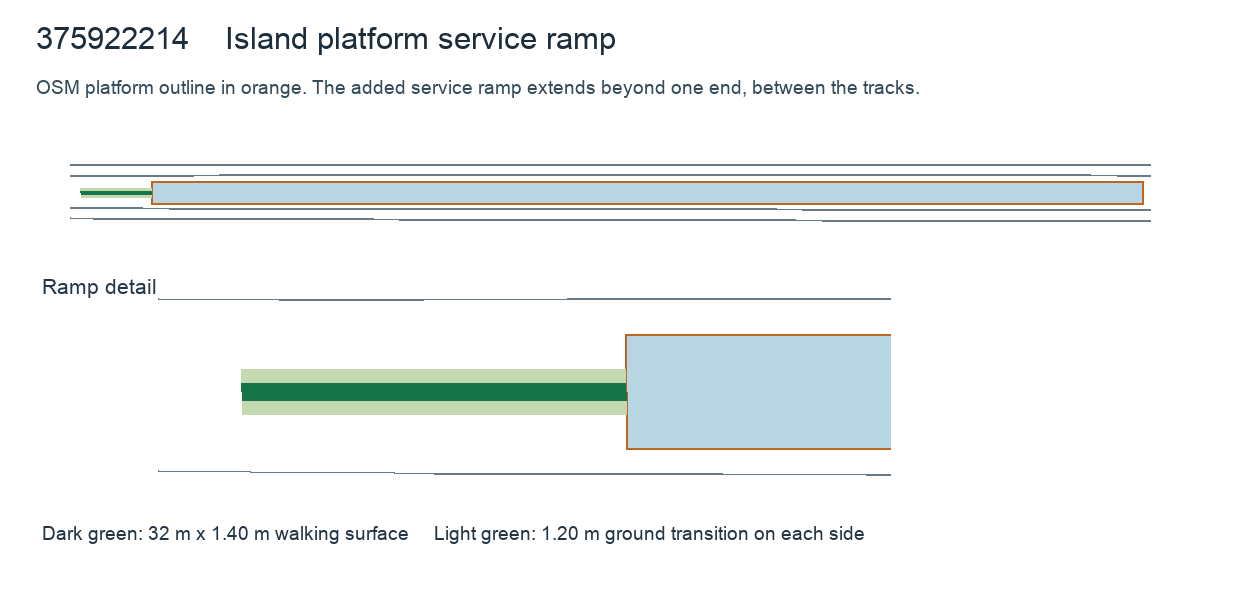 375922214 Island platform service ramp
OSM platform outline in orange. The added service ramp extends beyond one end, between the tracks.
Ramp detail
Dark green: 32 m x 1.40 m walking surface Light green: 1.20 m ground transition on each side